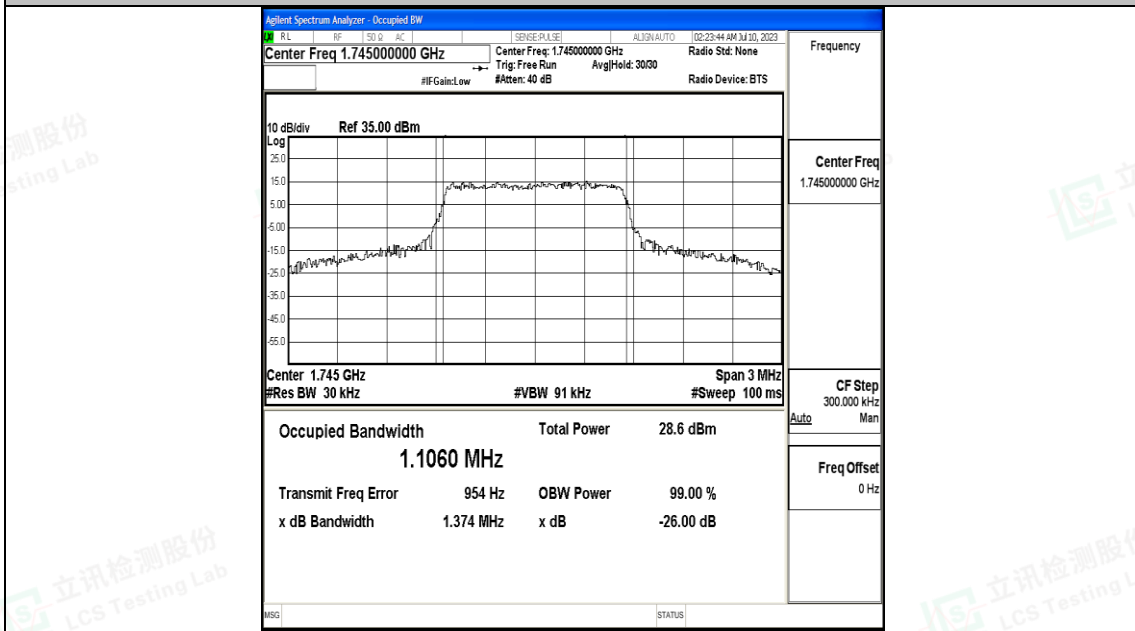 Agilent Spectrum Analyzer - Occupied BW
RL RF 50 Ω AC SENSE:PULSE ALIGN AUTO 02:23:44 AM Jul 10, 2023
Center Freq 1.745000000 GHz
Center Freq: 1.745000000 GHz
Radio Std: None
Trig: Free Run Avg|Hold: 30/30
#IFGain:Low
#Atten: 40 dB
Radio Device: BTS
10 dB/div Ref 35.00 dBm
Log
25.0
15.0
5.00
-5.00
-15.0
-25.0
-35.0
-45.0
-55.0
Center 1.745 GHz
Span 3 MHz
#Res BW 30 kHz
#VBW 91 kHz
#Sweep 100 ms
Occupied Bandwidth
Total Power 28.6 dBm
1.1060 MHz
Transmit Freq Error 954 Hz
OBW Power 99.00 %
x dB Bandwidth 1.374 MHz
x dB -26.00 dB
MSG
STATUS
Frequency
Center Freq
1.745000000 GHz
CF Step
300.000 kHz
Auto Man
Freq Offset
0 Hz
测股份
sting Lab
立
立讯检测股份
LCS Testing Lab
立讯检测股份
LCS Testing L